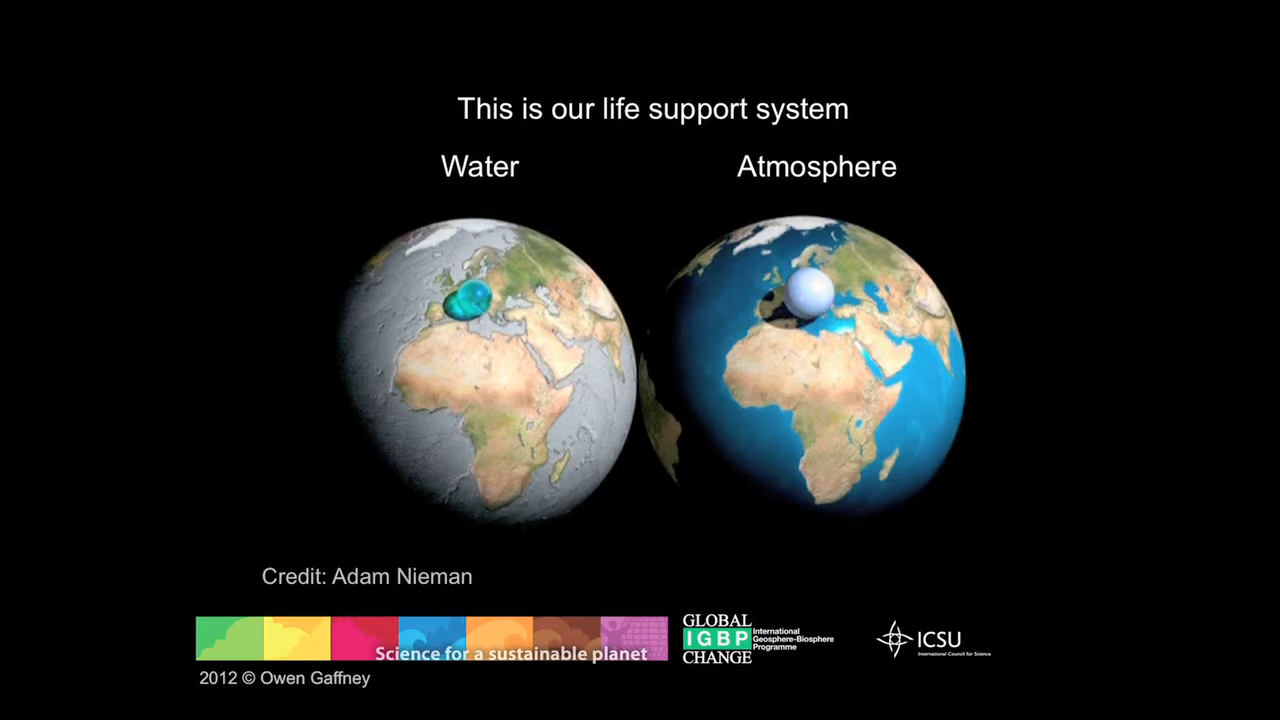 This is our life support system
Water
Atmosphere
Credit: Adam Nieman
Science for a sustainable planet
GLOBAL
IGBP
CHANGE
International
Geosphere-Biosphere
Programme
ICSU
International Council for Science
2012 © Owen Gaffney